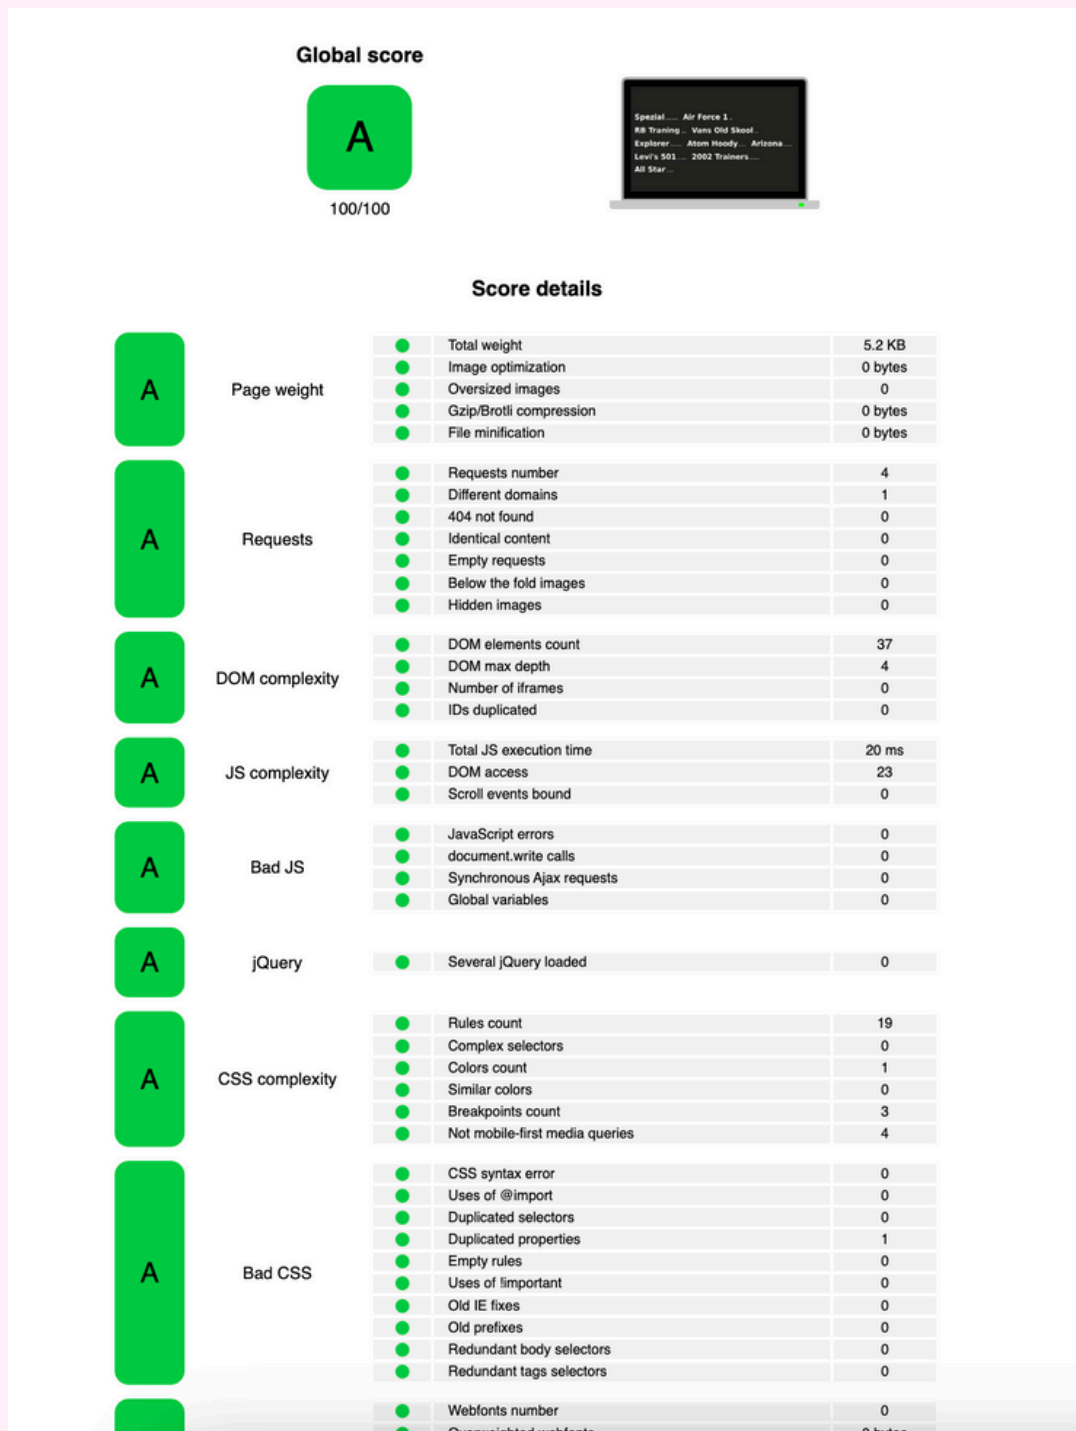 Global score
A
100/100
Spezial.... Air Force 1.
RB Traning.. Vans Old Skool..
Explorer.... Atom Hoody... Arizona....
Levi's 501.... 2002 Trainers....
All Star...
Score details
A
Page weight
Total weight 5.2 KB
Image optimization 0 bytes
Oversized images 0
Gzip/Brotli compression 0 bytes
File minification 0 bytes
A
Requests
Requests number 4
Different domains 1
404 not found 0
Identical content 0
Empty requests 0
Below the fold images 0
Hidden images 0
A
DOM complexity
DOM elements count 37
DOM max depth 4
Number of iframes 0
IDs duplicated 0
A
JS complexity
Total JS execution time 20 ms
DOM access 23
Scroll events bound 0
A
Bad JS
JavaScript errors 0
document.write calls 0
Synchronous Ajax requests 0
Global variables 0
A
jQuery
Several jQuery loaded 0
A
CSS complexity
Rules count 19
Complex selectors 0
Colors count 1
Similar colors 0
Breakpoints count 3
Not mobile-first media queries 4
A
Bad CSS
CSS syntax error 0
Uses of @import 0
Duplicated selectors 0
Duplicated properties 1
Empty rules 0
Uses of !important 0
Old IE fixes 0
Old prefixes 0
Redundant body selectors 0
Redundant tags selectors 0
Webfonts number 0